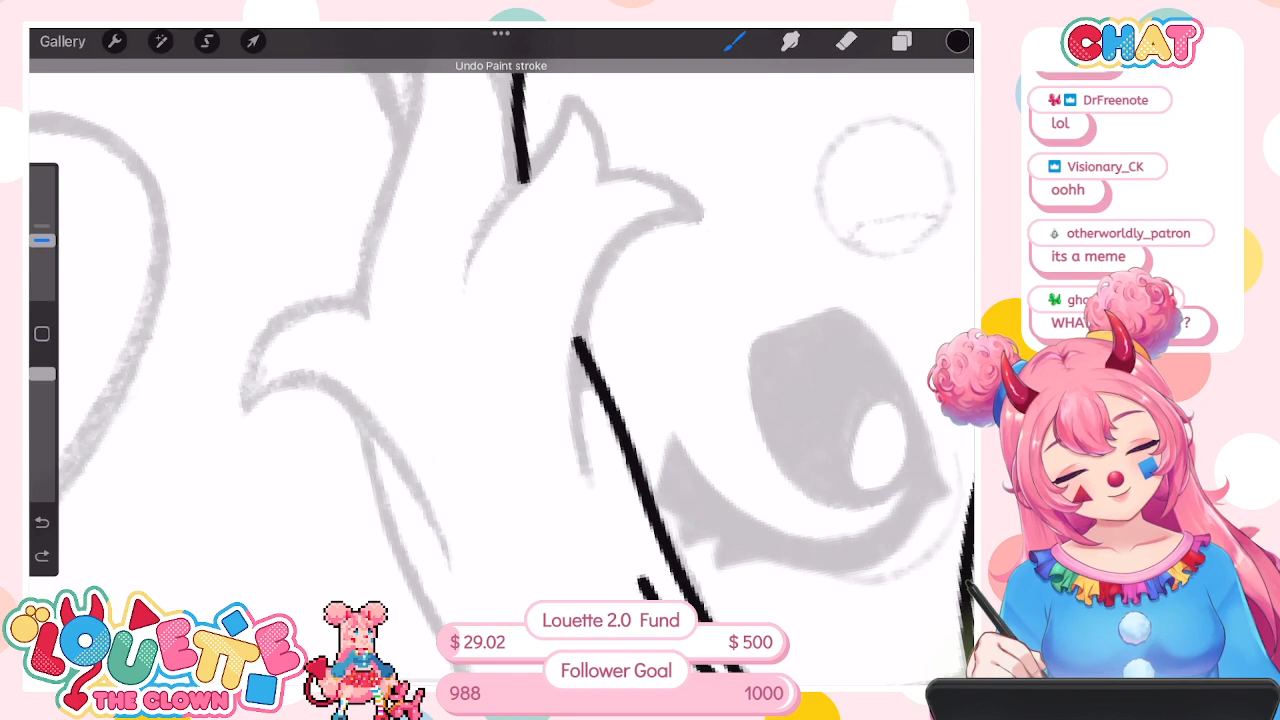 Gallery
Undo Paint stroke
CHAT
DrFreenote
lol
Visionary_CK
oohh
otherworldly_patron
its a meme
?
Louette 2.0 Fund
$ 29.02
$ 500
Follower Goal
988
1000
LOUETTE
THE CLOWN